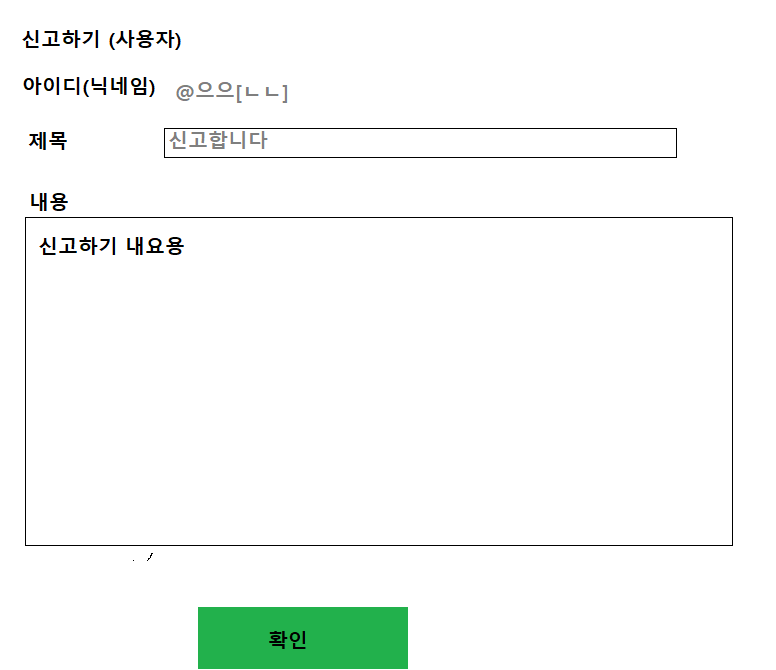 신고하기 (사용자)
아이디(닉네임) @으으[ㄴㄴ]
제목 신고합니다
내용
신고하기 내요용
확인